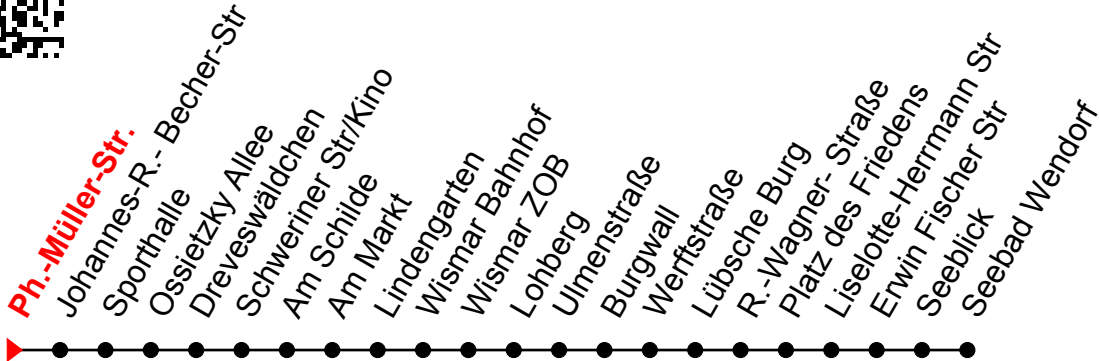 Ph.-Müller-Str.
Johannes-R.- Becher-Str
Sporthalle
Ossietzky Allee
Dreveswäldchen
Schweriner Str/Kino
Am Schilde
Am Markt
Lindengarten
Wismar Bahnhof
Wismar ZOB
Lohberg
Ulmenstraße
Burgwall
Werftstraße
Lübsche Burg
R.-Wagner- Straße
Platz des Friedens
Liselotte-Herrmann Str
Erwin Fischer Str
Seeblick
Seebad Wendorf